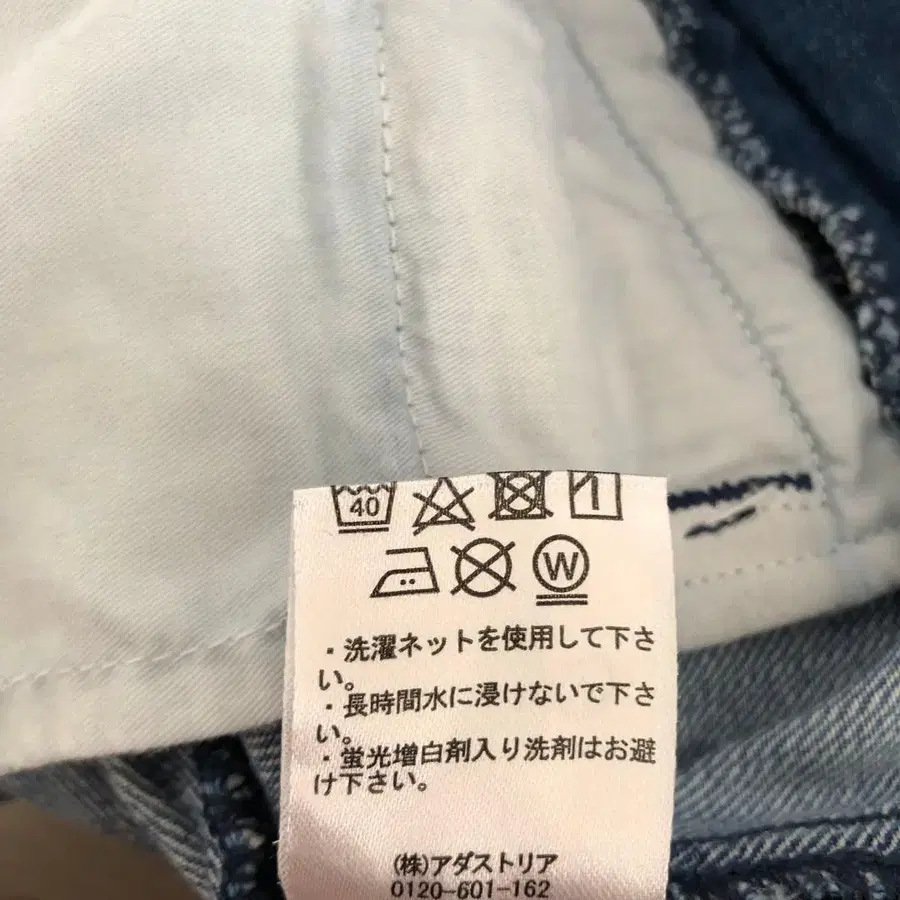 40
W
・洗濯ネットを使用して下さ
い。
・長時間水に浸けないで下さ
い。
・蛍光増白剤入り洗剤はお避
け下さい。
(株)アダストリア
0120-601-162